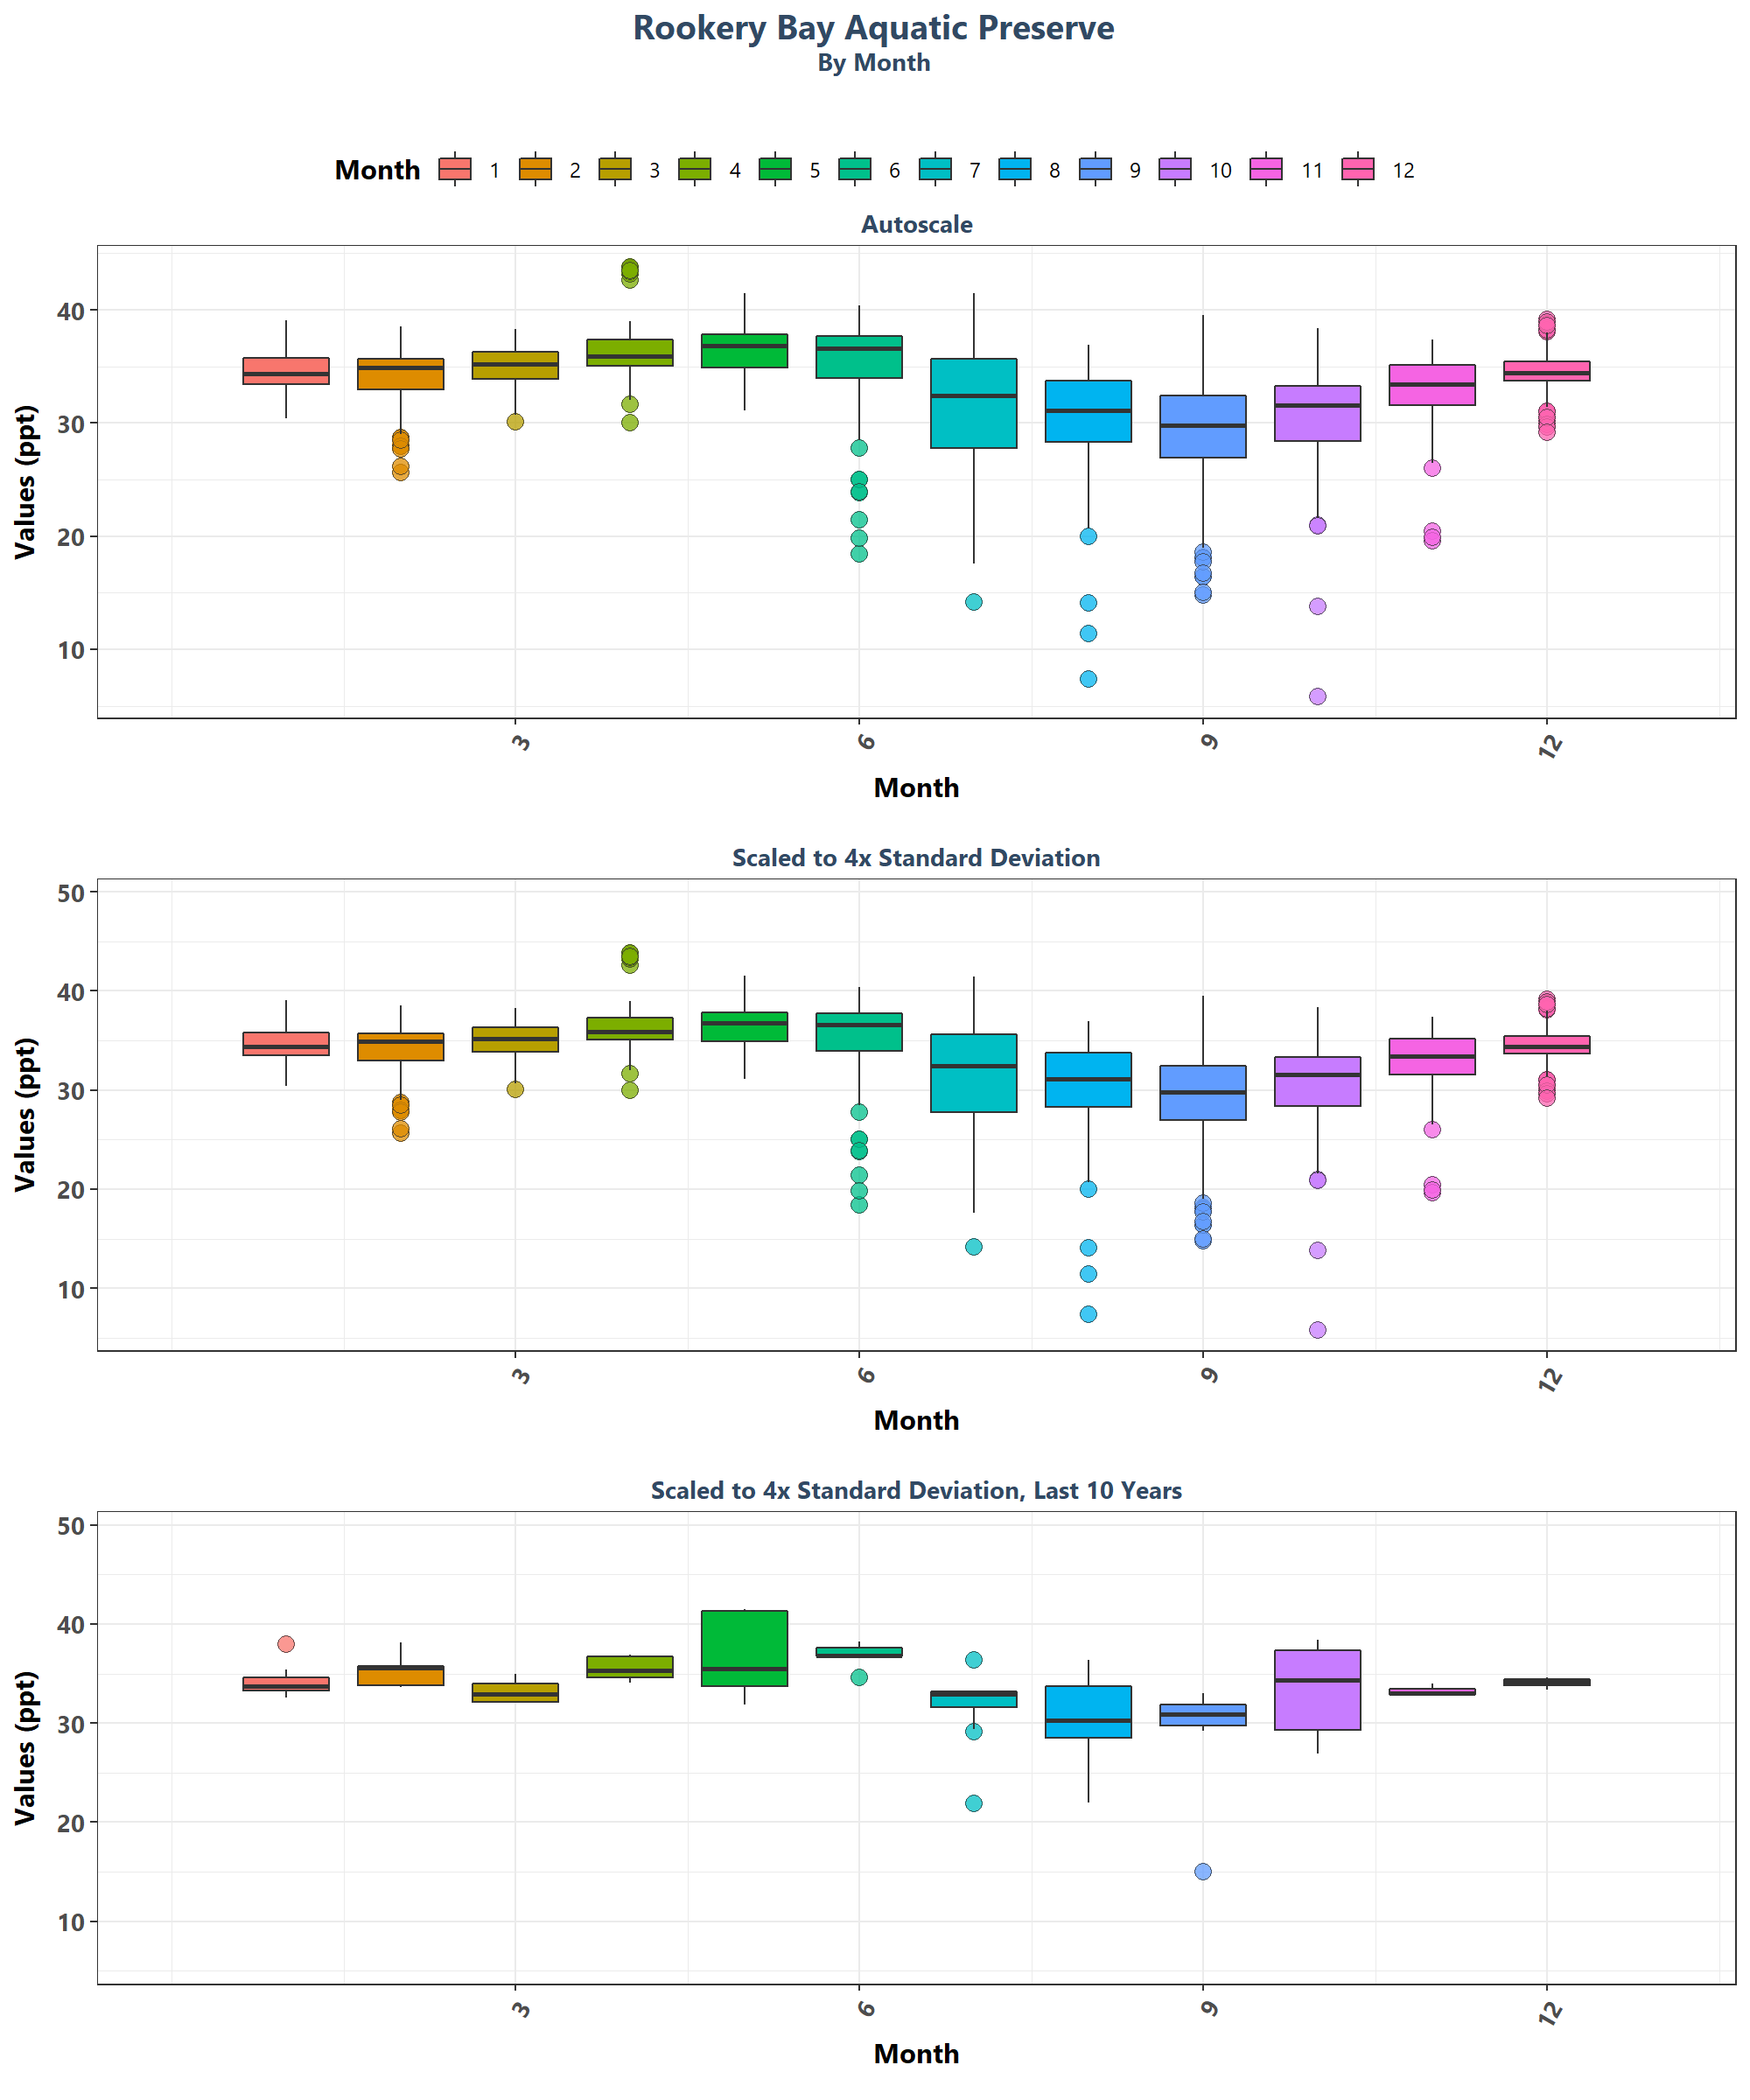 Rookery Bay Aquatic Preserve
By Month
Month 1 2 3 4 5 6 7 8 9 10 11 12
Autoscale
Values (ppt)
40
30
20
10
3 6 9 12
Month
Scaled to 4x Standard Deviation
Values (ppt)
50
40
30
20
10
3 6 9 12
Month
Scaled to 4x Standard Deviation, Last 10 Years
Values (ppt)
50
40
30
20
10
3 6 9 12
Month